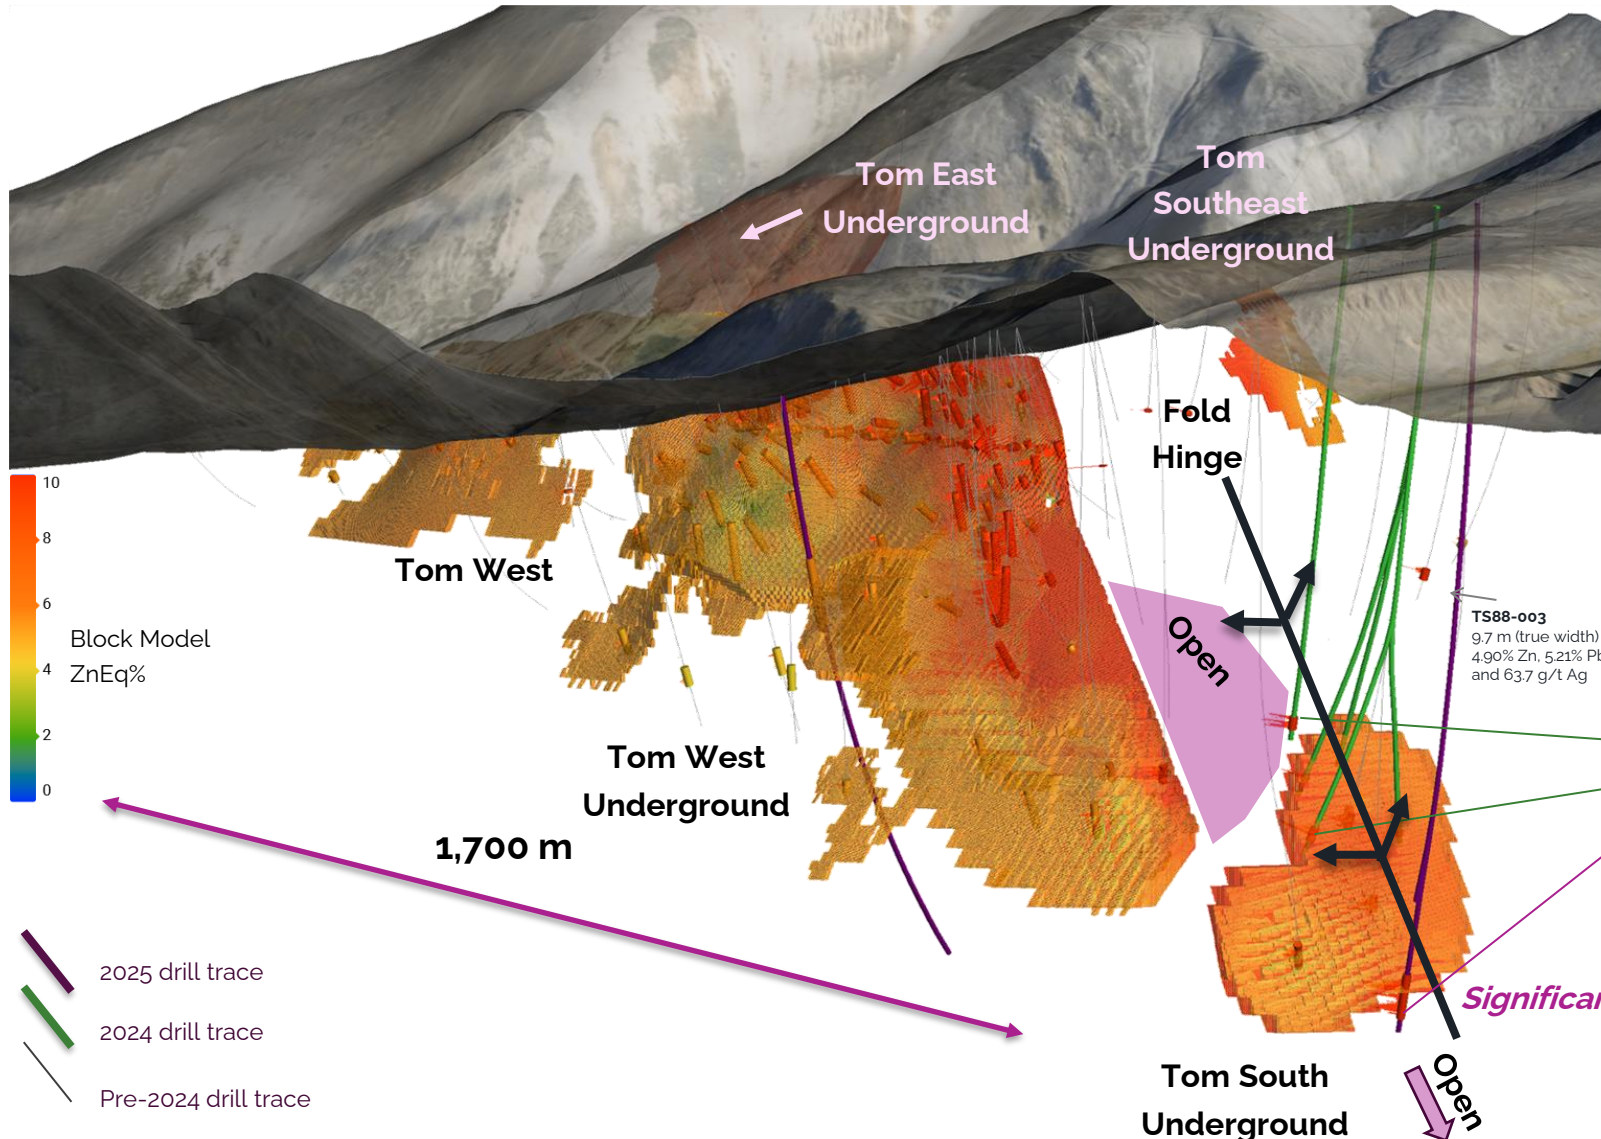 Tom East
Underground
Tom
Southeast
Underground
Fold
Hinge
10
8
6
4
2
0
Block Model
ZnEq%
Tom West
Open
TS88-003
9.7 m (true width)
4.90% Zn, 5.21% Pb
and 63.7 g/t Ag
Tom West
Underground
1,700 m
2025 drill trace
2024 drill trace
Pre-2024 drill trace
Tom South
Underground
Open